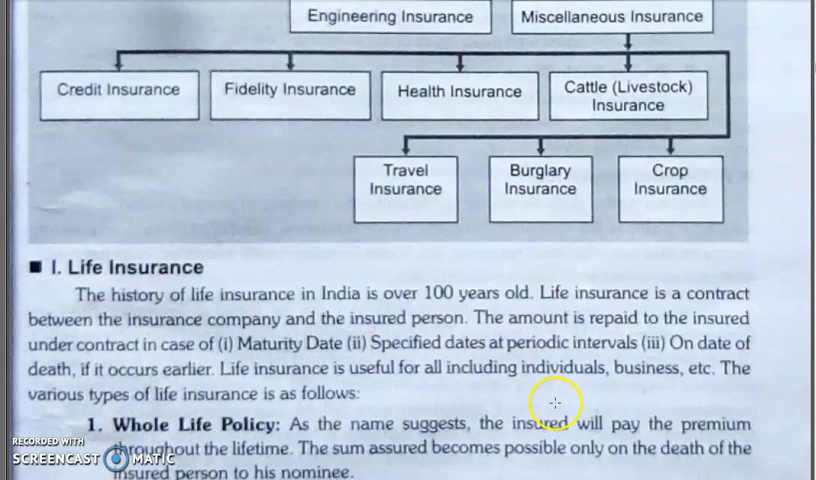 Engineering Insurance
Miscellaneous Insurance
Credit Insurance
Fidelity Insurance
Health Insurance
Cattle (Livestock)
Insurance
Travel
Insurance
Burglary
Insurance
Crop
Insurance
■ I. Life Insurance
The history of life insurance in India is over 100 years old. Life insurance is a contract
between the insurance company and the insured person. The amount is repaid to the insured
under contract in case of (i) Maturity Date (ii) Specified dates at periodic intervals (iii) On date of
death, if it occurs earlier. Life insurance is useful for all including individuals, business, etc. The
various types of life insurance is as follows:
1. Whole Life Policy: As the name suggests, the insured will pay the premium
throughout the lifetime. The sum assured becomes possible only on the death of the
insured person to his nominee.
RECORDED WITH
SCREENCAST MATIC